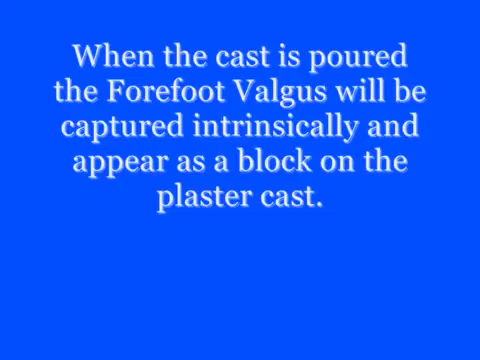 When the cast is poured
the Forefoot Valgus will be
captured intrinsically and
appear as a block on the
plaster cast.